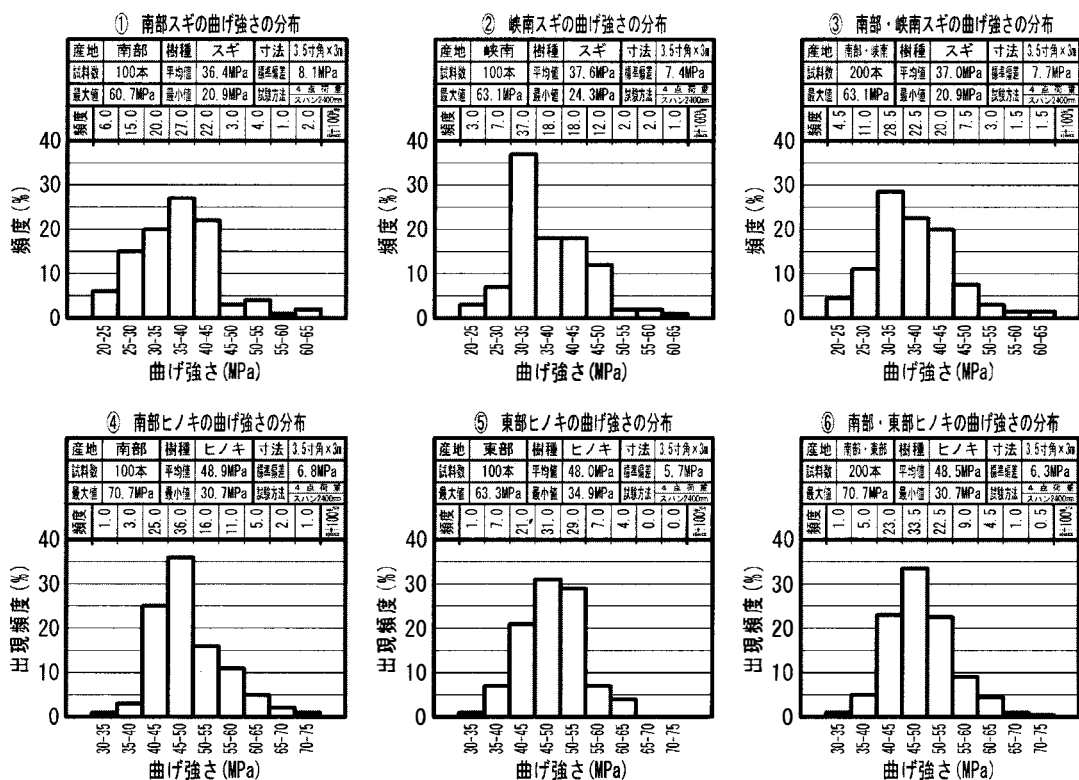 ① 南部スギの曲げ強さの分布
産地 南部 樹種 スギ 寸法 3.5寸角×3m
試料数 100本 平均値 36.4MPa 標準偏差 8.1MPa
最大値 60.7MPa 最小値 20.9MPa 試験方法 4点荷重 スパン2400mm
頻度 6.0 15.0 20.0 27.0 22.0 3.0 4.0 1.0 2.0 計100%
頻度(%)
40
30
20
10
0
20-25 25-30 30-35 35-40 40-45 45-50 50-55 55-60 60-65
曲げ強さ(MPa)
② 峡南スギの曲げ強さの分布
産地 峡南 樹種 スギ 寸法 3.5寸角×3m
試料数 100本 平均値 37.6MPa 標準偏差 7.4MPa
最大値 63.1MPa 最小値 24.3MPa 試験方法 4点荷重 スパン2400mm
頻度 3.0 7.0 37.0 18.0 18.0 12.0 2.0 2.0 1.0 計100%
頻度(%)
40
30
20
10
0
20-25 25-30 30-35 35-40 40-45 45-50 50-55 55-60 60-65
曲げ強さ(MPa)
③ 南部・峡南スギの曲げ強さの分布
産地 南部・峡南 樹種 スギ 寸法 3.5寸角×3m
試料数 200本 平均値 37.0MPa 標準偏差 7.7MPa
最大値 63.1MPa 最小値 20.9MPa 試験方法 4点荷重 スパン2400mm
頻度 4.5 11.0 28.5 22.5 20.0 7.5 3.0 1.5 1.5 計100%
頻度(%)
40
30
20
10
0
20-25 25-30 30-35 35-40 40-45 45-50 50-55 55-60 60-65
曲げ強さ(MPa)
④ 南部ヒノキの曲げ強さの分布
産地 南部 樹種 ヒノキ 寸法 3.5寸角×3m
試料数 100本 平均値 48.9MPa 標準偏差 6.8MPa
最大値 70.7MPa 最小値 30.7MPa 試験方法 4点荷重 スパン2400mm
頻度 1.0 3.0 25.0 36.0 16.0 11.0 5.0 2.0 1.0 計100%
出現頻度(%)
40
30
20
10
0
30-35 35-40 40-45 45-50 50-55 55-60 60-65 65-70 70-75
曲げ強さ(MPa)
⑤ 東部ヒノキの曲げ強さの分布
産地 東部 樹種 ヒノキ 寸法 3.5寸角×3m
試料数 100本 平均値 48.0MPa 標準偏差 5.7MPa
最大値 63.3MPa 最小値 34.9MPa 試験方法 4点荷重 スパン2400mm
頻度 1.0 7.0 21.0 31.0 29.0 7.0 4.0 0.0 0.0 計100%
出現頻度(%)
40
30
20
10
0
30-35 35-40 40-45 45-50 50-55 55-60 60-65 65-70 70-75
曲げ強さ(MPa)
⑥ 南部・東部ヒノキの曲げ強さの分布
産地 南部・東部 樹種 ヒノキ 寸法 3.5寸角×3m
試料数 200本 平均値 48.5MPa 標準偏差 6.3MPa
最大値 70.7MPa 最小値 30.7MPa 試験方法 4点荷重 スパン2400mm
頻度 1.0 5.0 23.0 33.5 22.5 9.0 4.5 1.0 0.5 計100%
出現頻度(%)
40
30
20
10
0
30-35 35-40 40-45 45-50 50-55 55-60 60-65 65-70 70-75
曲げ強さ(MPa)